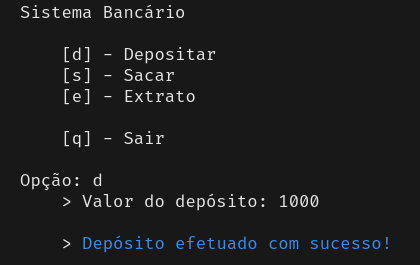 Sistema Bancário
[d] - Depositar
[s] - Sacar
[e] - Extrato
[q] - Sair
Opção: d
> Valor do depósito: 1000
> Depósito efetuado com sucesso!